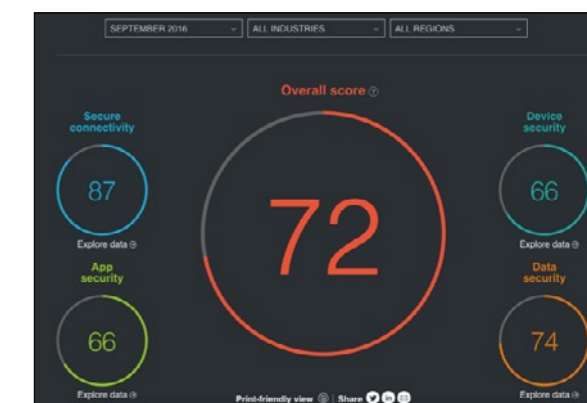 SEPTEMBER 2016 ALL INDUSTRIES ALL REGIONS
Overall score
Secure
connectivity
87
Explore data
App
security
66
Explore data
72
Device
security
66
Explore data
Data
security
74
Explore data
Print-friendly view | Share